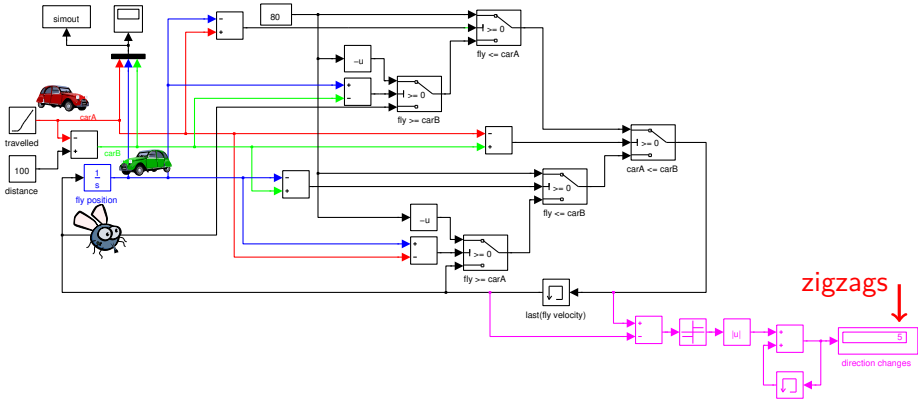 simout
80
fly <= carA
-u
>= 0
fly >= carB
>= 0
carA
travelled
carB
100
distance
1
s
fly position
>= 0
carA <= carB
>= 0
fly <= carB
-u
>= 0
fly >= carA
last(fly velocity)
zigzags
|u|
5
direction changes